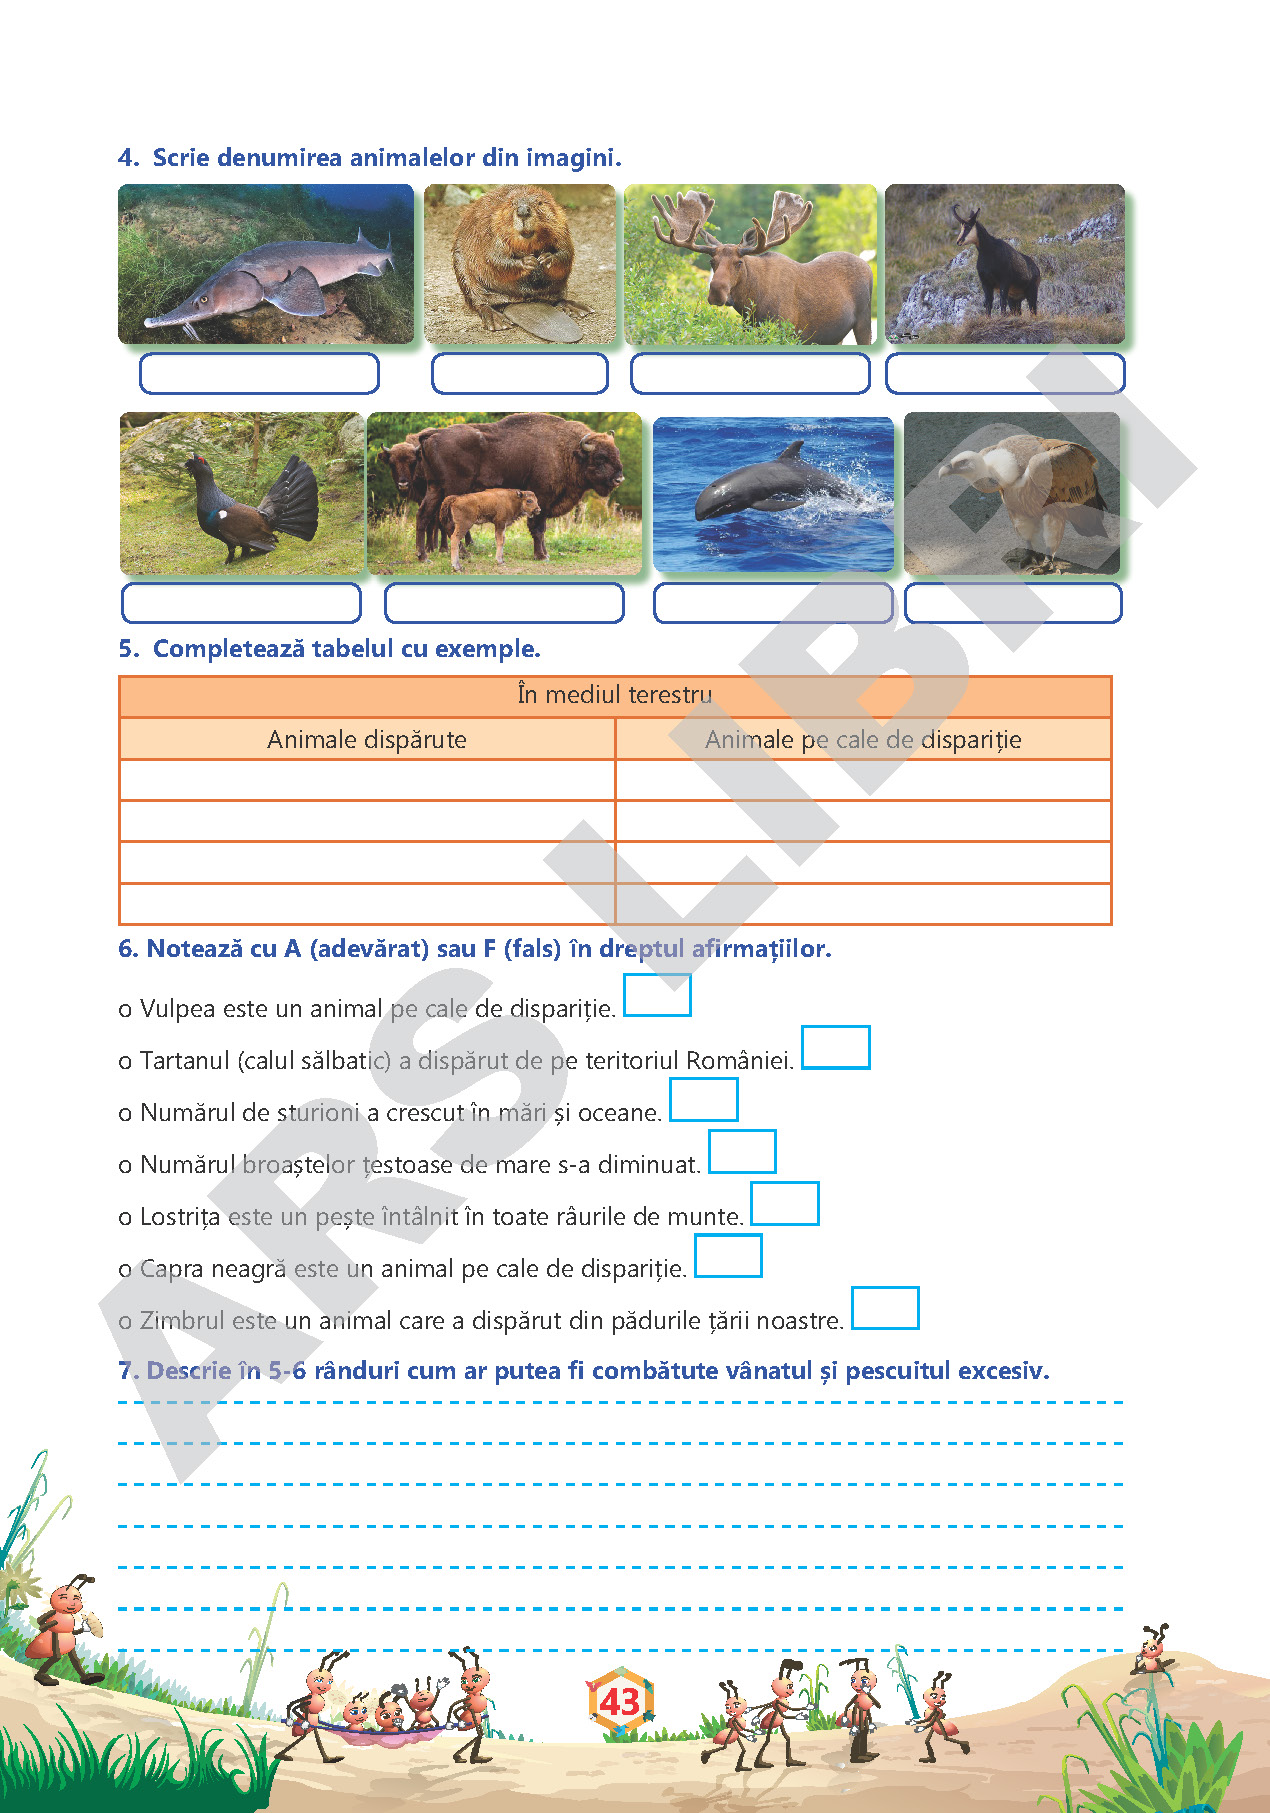 4. Scrie denumirea animalelor din imagini.
5. Completează tabelul cu exemple.
În mediul terestru
Animale dispărute
Animale pe cale de dispariție
6. Notează cu A (adevărat) sau F (fals) în dreptul afirmațiilor.
o Vulpea este un animal pe cale de dispariție.
o Tartanul (calul sălbatic) a dispărut de pe teritoriul României.
o Numărul de sturioni a crescut în mări și oceane.
o Numărul broaștelor țestoase de mare s-a diminuat.
o Lostrița este un pește întâlnit în toate râurile de munte.
o Capra neagră este un animal pe cale de dispariție.
o Zimbrul este un animal care a dispărut din pădurile țării noastre.
7. Descrie în 5-6 rânduri cum ar putea fi combătute vânatul și pescuitul excesiv.
43
ARS LIBRI